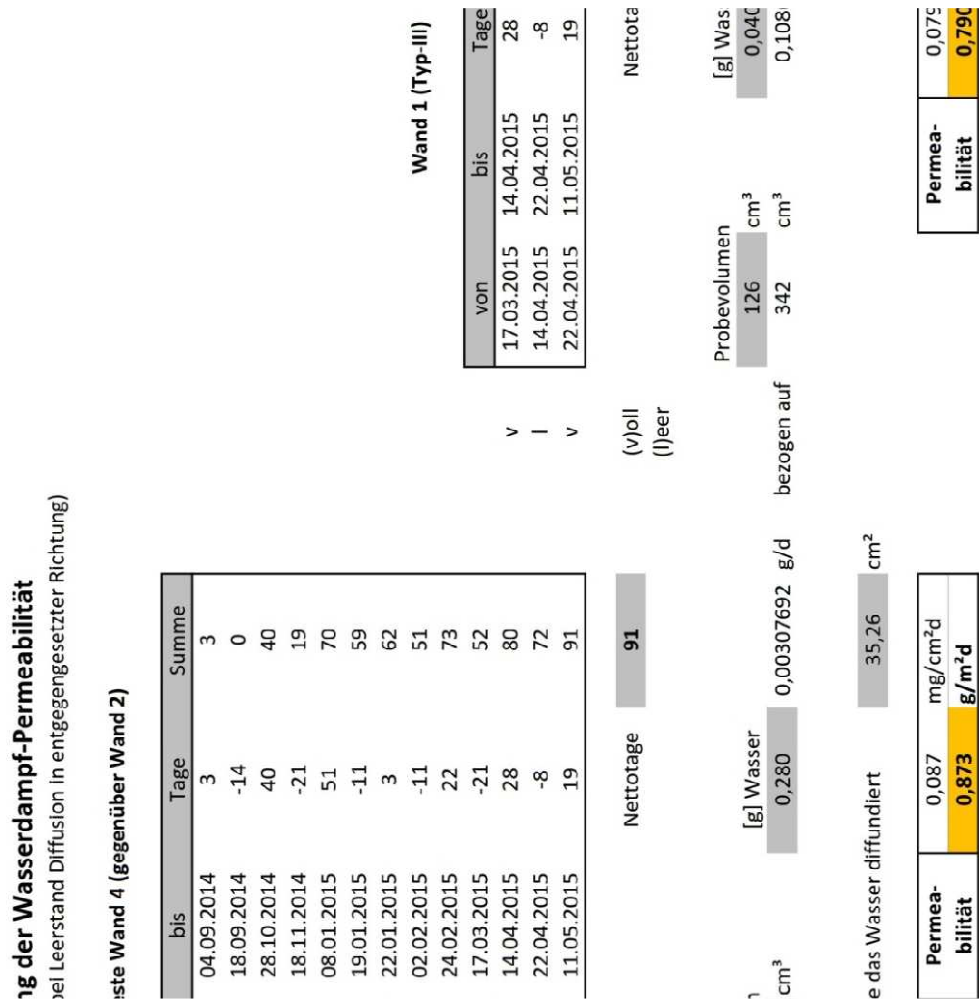 ng der Wasserdampf-Permeabilität
bei Leerstand Diffusion in entgegengesetzter Richtung)
este Wand 4 (gegenüber Wand 2)
bis Tage Summe
04.09.2014 3 3
18.09.2014 -14 0
28.10.2014 40 40
18.11.2014 -21 19
08.01.2015 51 70
19.01.2015 -11 59
22.01.2015 3 62
02.02.2015 -11 51
24.02.2015 22 73
17.03.2015 -21 52
14.04.2015 28 80
22.04.2015 -8 72
11.05.2015 19 91
Nettotage 91
[g] Wasser
cm³ 0,280 0,00307692 g/d
e das Wasser diffundiert 35,26 cm²
Permea-bilität
0,087 mg/cm²d
0,873 g/m²d
Wand 1 (Typ-III)
von bis Tage
v 17.03.2015 14.04.2015 28
l 14.04.2015 22.04.2015 -8
v 22.04.2015 11.05.2015 19
(v)oll
(l)eer
Nettota
Probevolumen [g] Was
126 cm³ 0,040
bezogen auf 342 cm³ 0,108
Permea-bilität
0,079
0,790